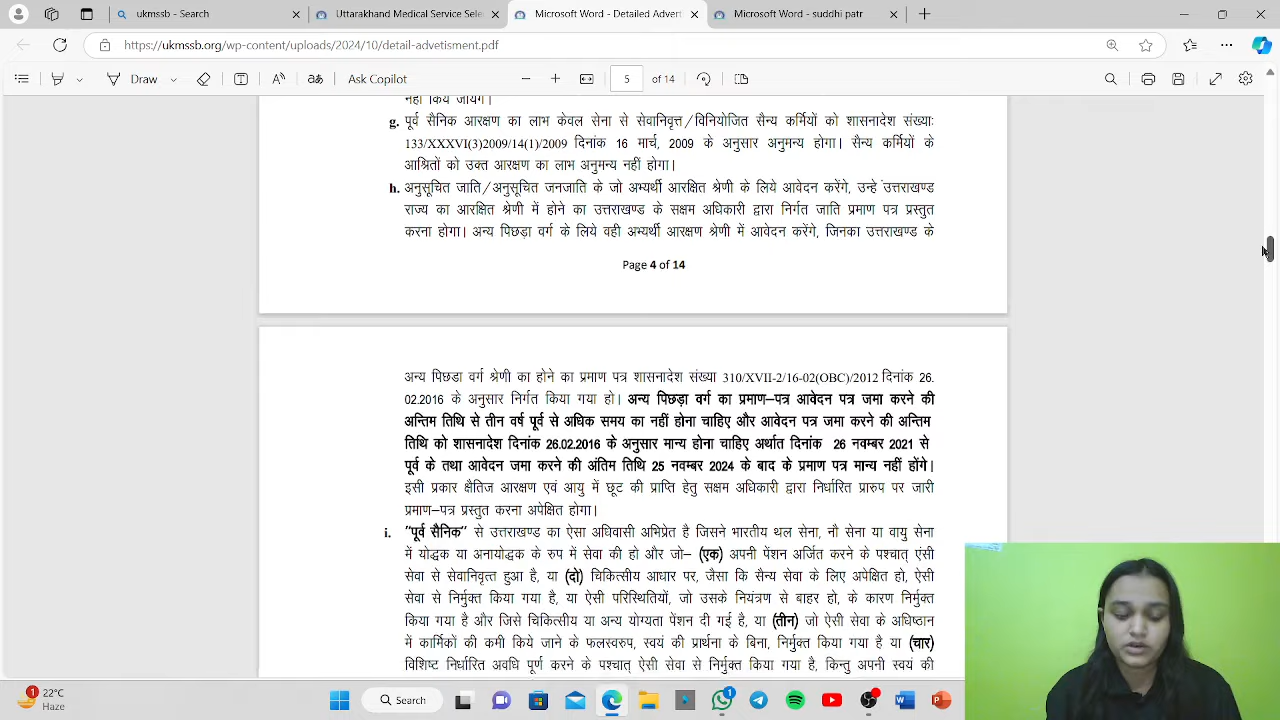 ukmssb - Search
Uttarakhand Medical Service Sele
Microsoft Word - Detailed Advert
Microsoft Word - siddhi patr
https://ukmssb.org/wp-content/uploads/2024/10/detail-advetisment.pdf
Draw
Ask Copilot
5 of 14
नहीं किये जायेंगे।
g. पूर्व सैनिक आरक्षण का लाभ केवल सेना से सेवानिवृत्त/विनियोजित सैन्य कर्मियों को शासनादेश संख्याः
133/XXXVI(3)2009/14(1)/2009 दिनांक 16 मार्च, 2009 के अनुसार अनुमन्य होगा। सैन्य कर्मियों के
आश्रितों को उक्त आरक्षण का लाभ अनुमन्य नहीं होगा।
h. अनुसूचित जाति/अनुसूचित जनजाति के जो अभ्यर्थी आरक्षित श्रेणी के लिये आवेदन करेंगे, उन्हे उत्तराखण्ड
राज्य का आरक्षित श्रेणी में होने का उत्तराखण्ड के सक्षम अधिकारी द्वारा निर्गत जाति प्रमाण पत्र प्रस्तुत
करना होगा। अन्य पिछड़ा वर्ग के लिये वही अभ्यर्थी आरक्षण श्रेणी में आवेदन करेंगे, जिनका उत्तराखण्ड के
Page 4 of 14
अन्य पिछडा वर्ग श्रेणी का होने का प्रमाण पत्र शासनादेश संख्या 310/XVII-2/16-02(OBC)/2012 दिनांक 26.
02.2016 के अनुसार निर्गत किया गया हो। अन्य पिछड़ा वर्ग का प्रमाण–पत्र आवेदन पत्र जमा करने की
अन्तिम तिथि से तीन वर्ष पूर्व से अधिक समय का नहीं होना चाहिए और आवेदन पत्र जमा करने की अन्तिम
तिथि को शासनादेश दिनांक 26.02.2016 के अनुसार मान्य होना चाहिए अर्थात दिनांक 26 नवम्बर 2021 से
पूर्व के तथा आवेदन जमा करने की अंतिम तिथि 25 नवम्बर 2024 के बाद के प्रमाण पत्र मान्य नहीं होंगे।
इसी प्रकार क्षैतिज आरक्षण एवं आयु में छूट की प्राप्ति हेतु सक्षम अधिकारी द्वारा निर्धारित प्रारुप पर जारी
प्रमाण–पत्र प्रस्तुत करना अपेक्षित होगा।
i. "पूर्व सैनिक" से उत्तराखण्ड का ऐसा अधिवासी अभिप्रेत है जिसने भारतीय थल सेना, नौ सेना या वायु सेना
में योद्धक या अनायोद्धक के रुप में सेवा की हो और जो– (एक) अपनी पेंशन अर्जित करने के पश्चात् एंसी
सेवा से सेवानिवृत्त हुआ है, या (दो) चिकित्सीय आधार पर, जैसा कि सैन्य सेवा के लिए अपेक्षित हो, ऐसी
सेवा से निर्मुक्त किया गया है, या ऐसी परिस्थितियों, जो उसके नियंत्रण से बाहर हो, के कारण निर्मुक्त
किया गया है और जिसे चिकित्सीय या अन्य योग्यता पेंशन दी गई है, या (तीन) जो ऐसी सेवा के अधिष्ठान
में कार्मिकों की कमी किये जाने के फलस्वरुप, स्वयं की प्रार्थना के बिना, निर्मुक्त किया गया है या (चार)
विशिष्ट निर्धारित अवधि पूर्ण करने के पश्चात् ऐसी सेवा से निर्मुक्त किया गया है, किन्तु अपनी स्वयं की
1
22°C
Haze
Search
1